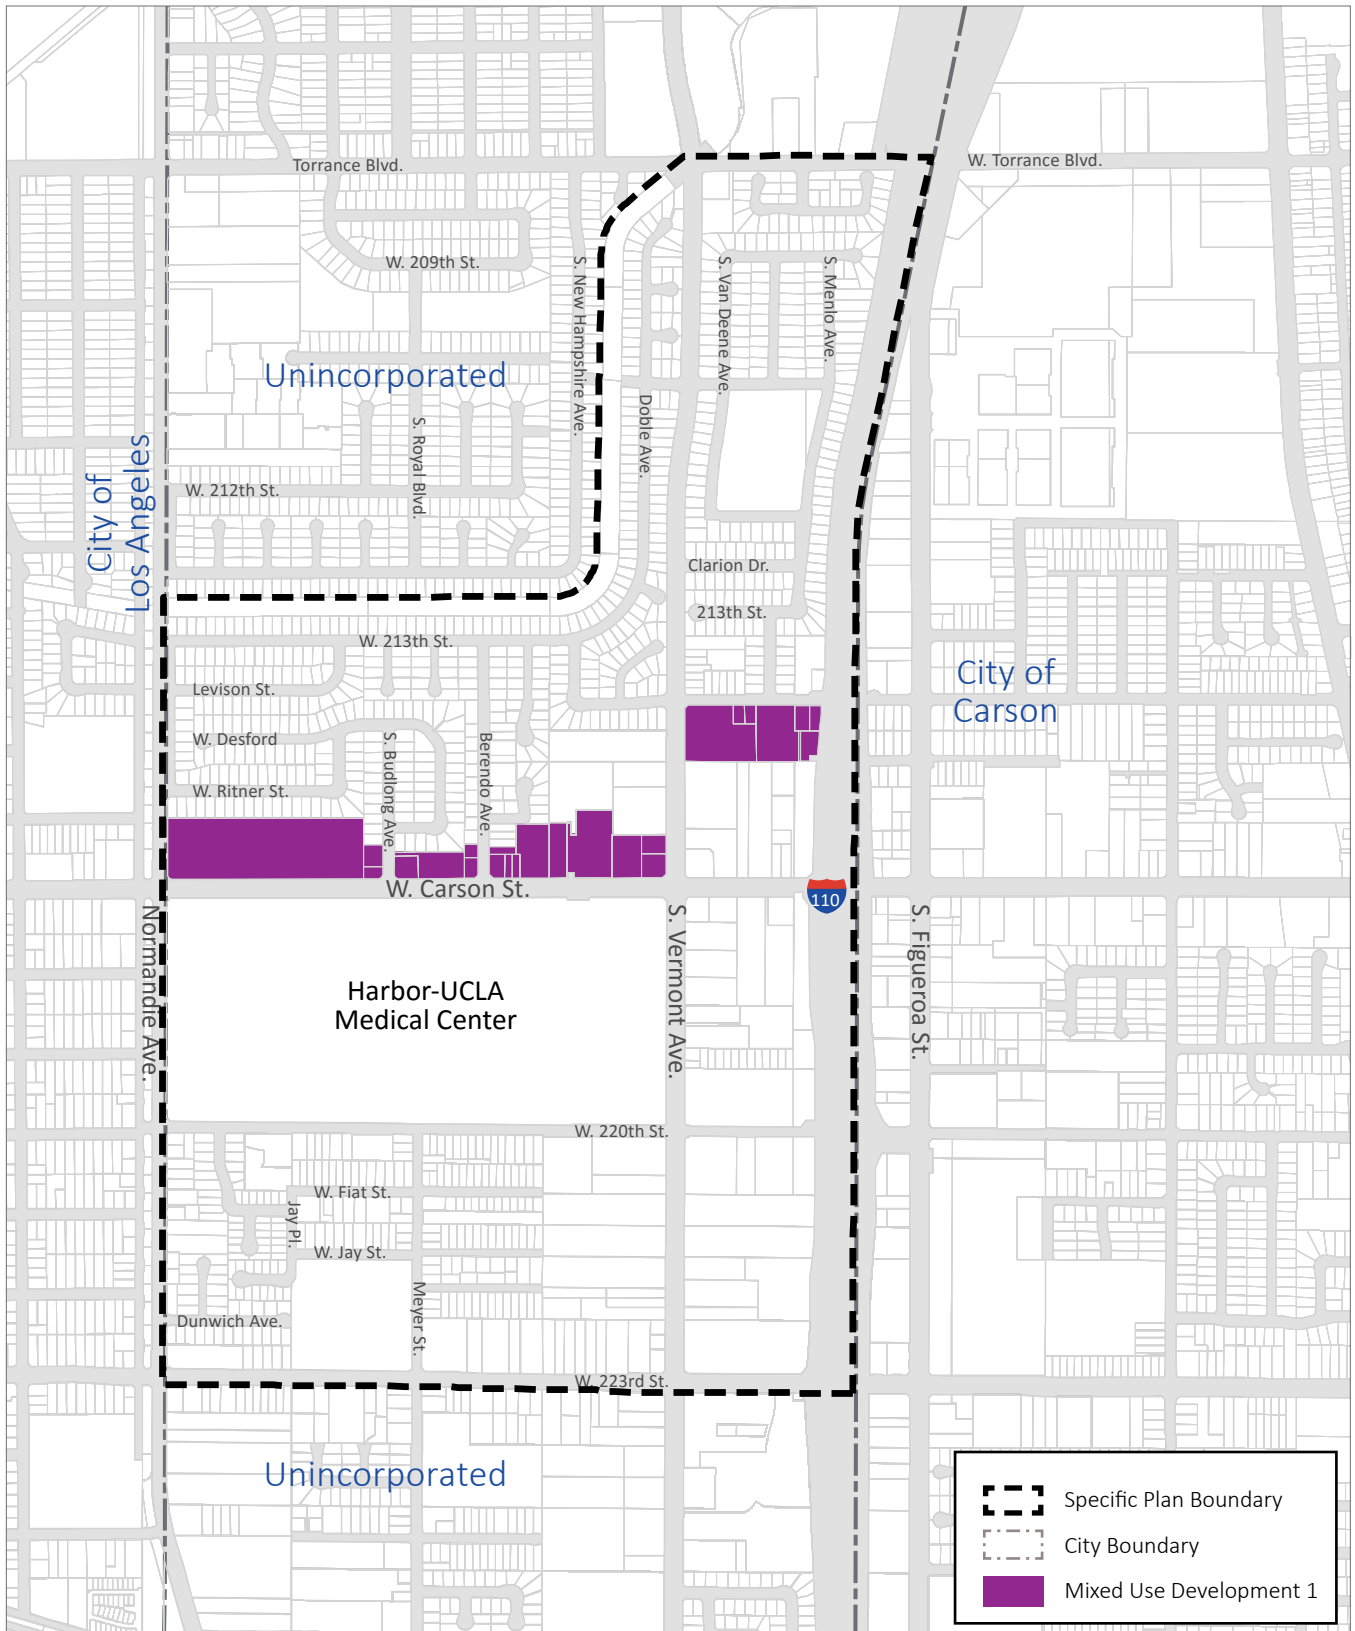 Torrance Blvd.
W. Torrance Blvd.
W. 209th St.
S. New Hampshire Ave.
S. Van Deene Ave.
S. Menlo Ave.
Unincorporated
Doble Ave.
S. Royal Blvd.
City of
Los Angeles
W. 212th St.
Clarion Dr.
213th St.
W. 213th St.
City of
Carson
Levison St.
W. Desford
S. Budlong Ave.
Berendo Ave.
W. Ritner St.
W. Carson St.
110
Normandie Ave.
S. Vermont Ave.
S. Figueroa St.
Harbor-UCLA
Medical Center
W. 220th St.
W. Fiat St.
Jay Pl.
W. Jay St.
Meyer St.
Dunwich Ave.
W. 223rd St.
Unincorporated
Specific Plan Boundary
City Boundary
Mixed Use Development 1